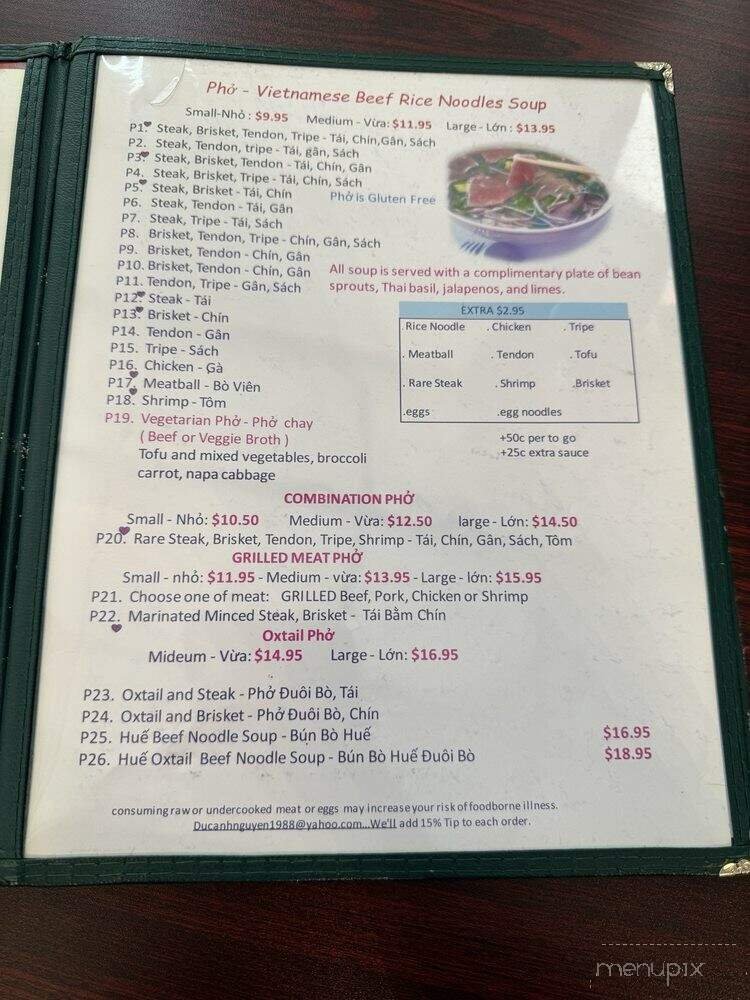 Phở - Vietnamese Beef Rice Noodles Soup
Small-Nhỏ : $9.95 Medium - Vừa: $11.95 Large - Lớn : $13.95
P1. Steak, Brisket, Tendon, Tripe - Tái, Chín,Gân, Sách
P2. Steak, Tendon, tripe - tái, gân, Sách
P3. Steak, Brisket, Tendon - Tái, Chín, Gân
P4. Steak, Brisket, Tripe - Tái, Chín, Sách
P5. Steak, Brisket - Tái, Chín
Phở is Gluten Free
P6. Steak, Tendon - Tái, Gân
P7. Steak, Tripe - Tái, Sách
P8. Brisket, Tendon, Tripe - Chín, Gân, Sách
P9. Brisket, Tendon - Chín, Gân
P10. Brisket, Tendon - Chín, Gân
P11. Tendon, Tripe - Gân, Sách
All soup is served with a complimentary plate of bean
sprouts, Thai basil, jalapenos, and limes.
P12. Steak - Tái
P13. Brisket - Chín
P14. Tendon - Gân
P15. Tripe - Sách
P16. Chicken - Gà
P17. Meatball - Bò Viên
P18. Shrimp - Tôm
EXTRA $2.95
. Rice Noodle . Chicken . Tripe
. Meatball . Tendon . Tofu
. Rare Steak . Shrimp .Brisket
.eggs .egg noodles
+50c per to go
+25c extra sauce
P19. Vegetarian Phở - Phở chay
( Beef or Veggie Broth )
Tofu and mixed vegetables, broccoli
carrot, napa cabbage
COMBINATION PHỞ
Small - Nhỏ: $10.50 Medium - Vừa: $12.50 large - Lớn: $14.50
P20. Rare Steak, Brisket, Tendon, Tripe, Shrimp - Tái, Chín, Gân, Sách, Tôm
GRILLED MEAT PHỞ
Small - nhỏ: $11.95 - Medium - vừa: $13.95 - Large - lớn: $15.95
P21. Choose one of meat: GRILLED Beef, Pork, Chicken or Shrimp
P22. Marinated Minced Steak, Brisket - Tái Bằm Chín
Oxtail Phở
Mideum - Vừa: $14.95 Large - Lớn: $16.95
P23. Oxtail and Steak - Phở Đuôi Bò, Tái
P24. Oxtail and Brisket - Phở Đuôi Bò, Chín
P25. Huế Beef Noodle Soup - Bún Bò Huế $16.95
P26. Huế Oxtail Beef Noodle Soup - Bún Bò Huế Đuôi Bò $18.95
consuming raw or undercooked meat or eggs may increase your risk of foodborne illness.
Ducanhnguyen1988@yahoo.com...We'll add 15% Tip to each order.
menupix